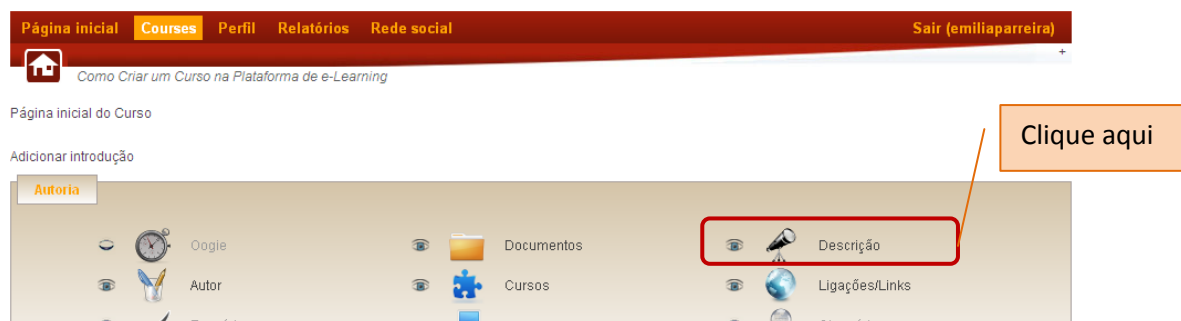 Página inicial Courses Perfil Relatórios Rede social Sair (emiliaparreira)
+
Como Criar um Curso na Plataforma de e-Learning
Página inicial do Curso
Clique aqui
Adicionar introdução
Autoria
Oogie Documentos Descrição
Autor Cursos Ligações/Links